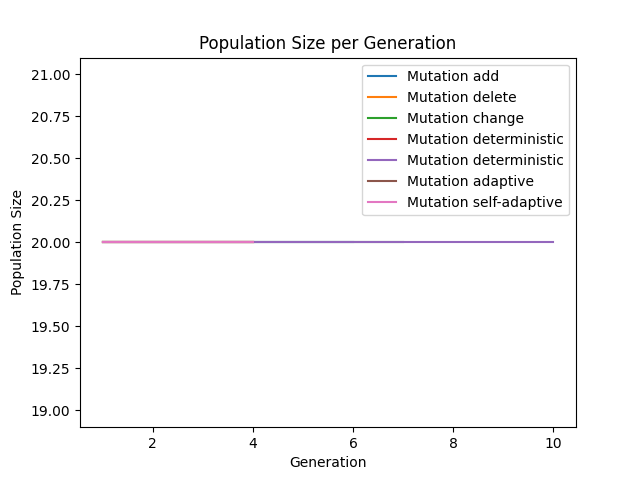 Population Size per Generation
21.00
20.75
20.50
20.25
20.00
19.75
19.50
19.25
19.00
Population Size
Mutation add
Mutation delete
Mutation change
Mutation deterministic
Mutation deterministic
Mutation adaptive
Mutation self-adaptive
2 4 6 8 10
Generation